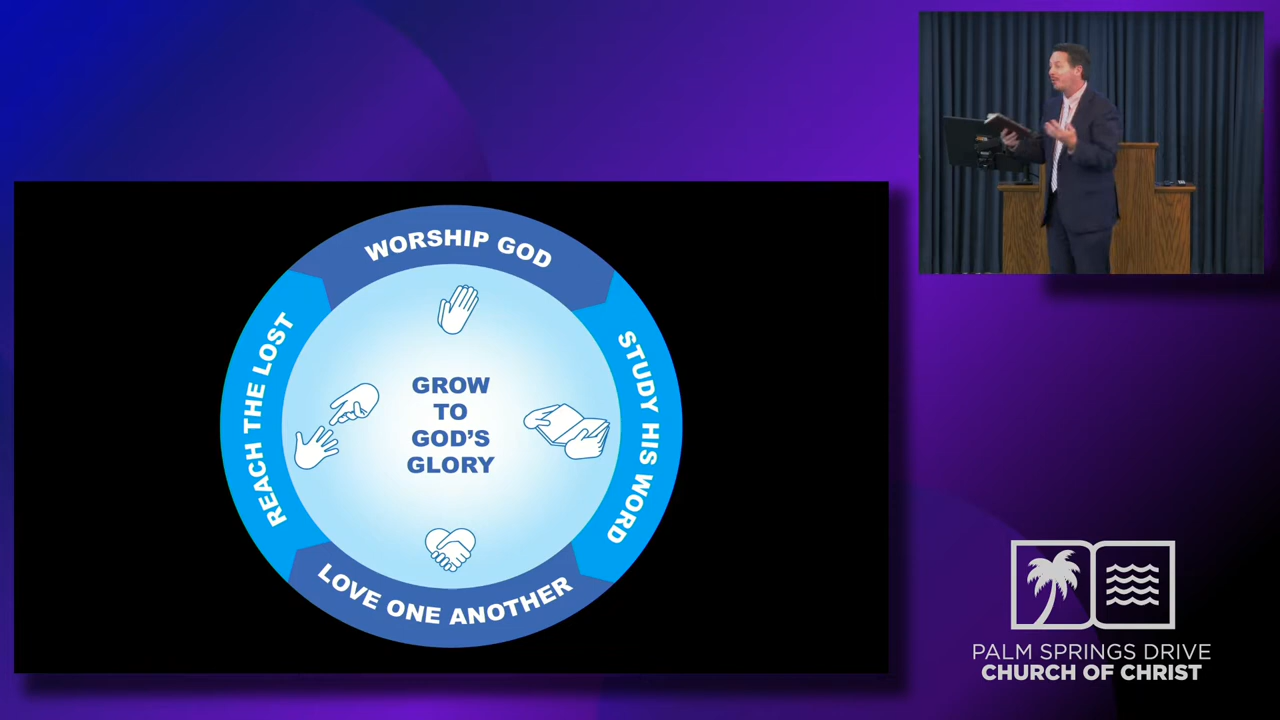 WORSHIP GOD
STUDY HIS WORD
LOVE ONE ANOTHER
REACH THE LOST
GROW
TO
GOD'S
GLORY
PALM SPRINGS DRIVE
CHURCH OF CHRIST